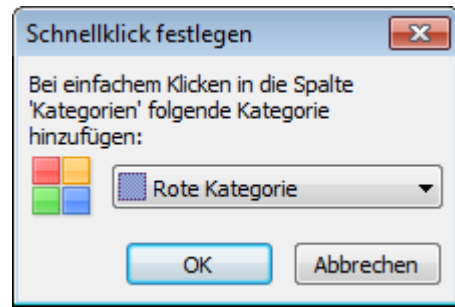 Schnellklick festlegen
Bei einfachem Klicken in die Spalte
'Kategorien' folgende Kategorie
hinzufügen:
Rote Kategorie
OK
Abbrechen